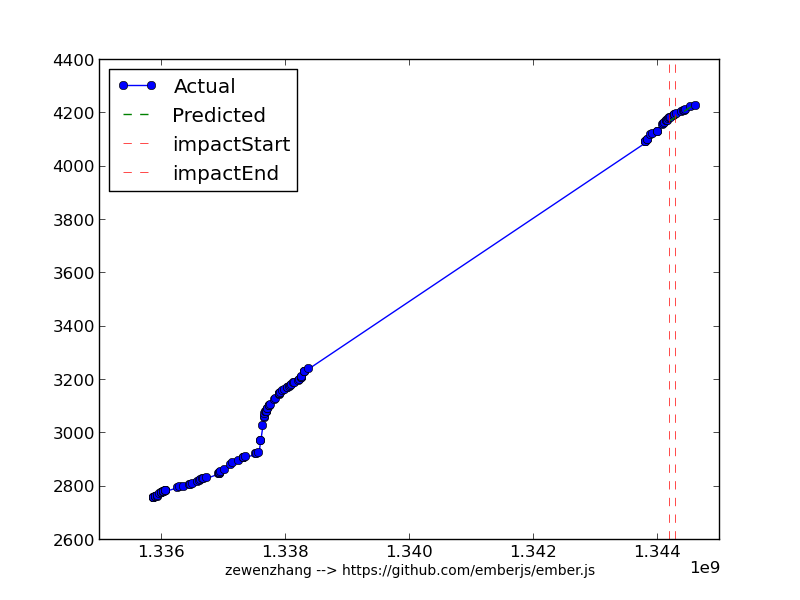 4400
4200
4000
3800
3600
3400
3200
3000
2800
2600
Actual
Predicted
impactStart
impactEnd
1.336 1.338 1.340 1.342 1.344
1e9
zewenzhang --> https://github.com/emberjs/ember.js